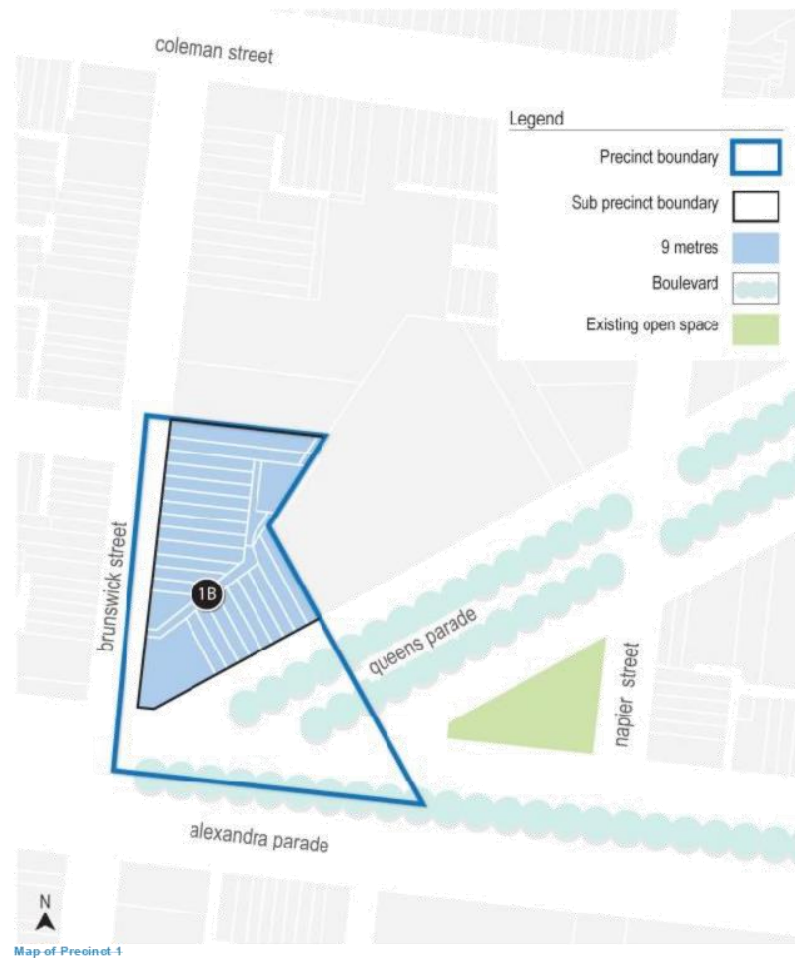 coleman street
Legend
Precinct boundary
Sub precinct boundary
9 metres
Boulevard
Existing open space
brunswick street
1B
queens parade
napier street
alexandra parade
N
Map of Precinct 1